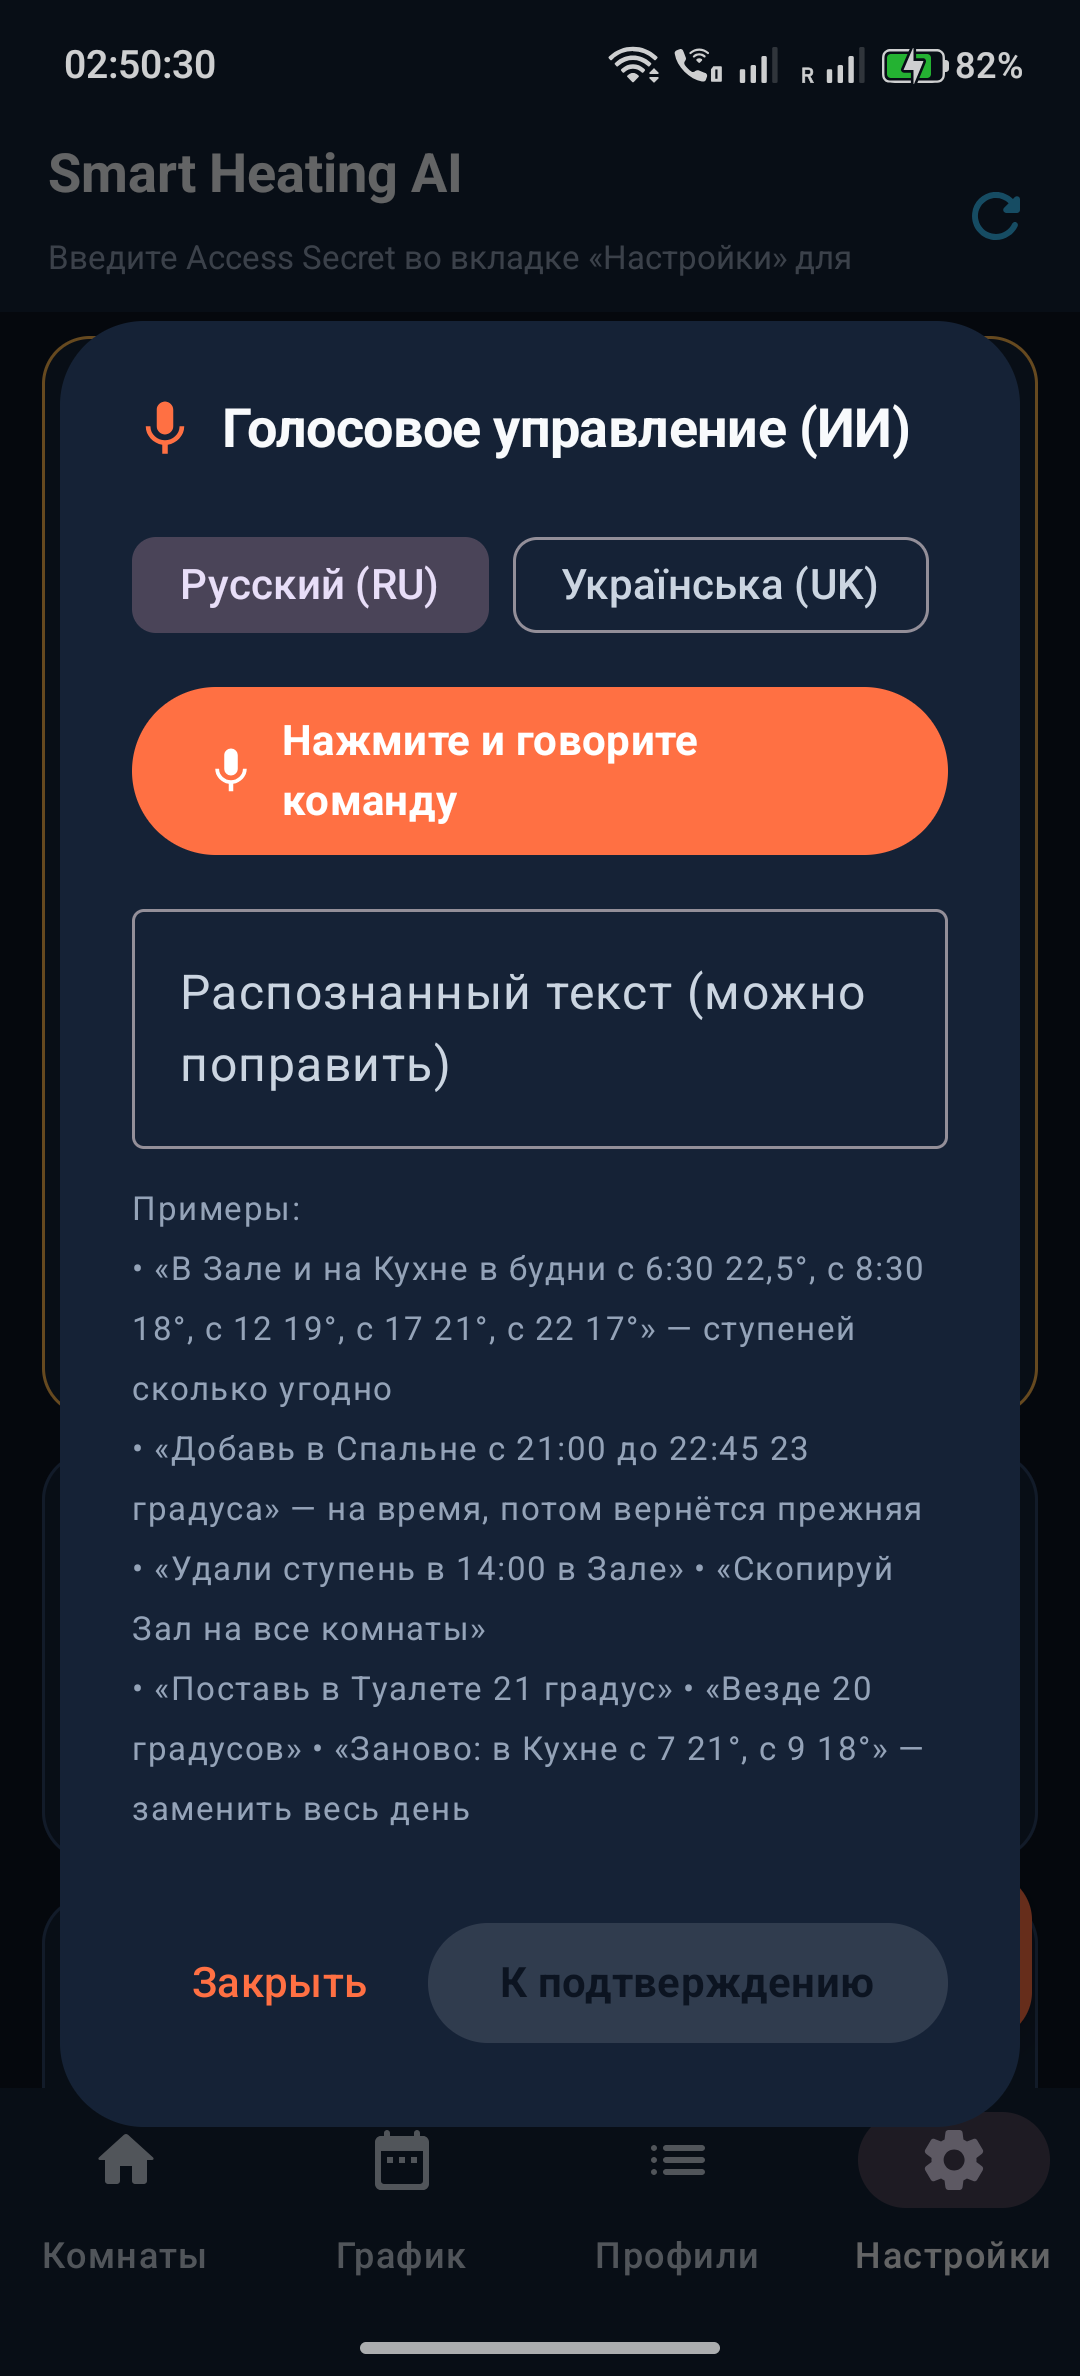 02:50:30
R
82%
Smart Heating AI
Введите Access Secret во вкладке «Настройки» для
Голосовое управление (ИИ)
Русский (RU)
Українська (UK)
Нажмите и говорите
команду
Распознанный текст (можно
поправить)
Примеры:
• «В Зале и на Кухне в будни с 6:30 22,5°, с 8:30
18°, с 12 19°, с 17 21°, с 22 17°» — ступеней
сколько угодно
• «Добавь в Спальне с 21:00 до 22:45 23
градуса» — на время, потом вернётся прежняя
• «Удали ступень в 14:00 в Зале» • «Скопируй
Зал на все комнаты»
• «Поставь в Туалете 21 градус» • «Везде 20
градусов» • «Заново: в Кухне с 7 21°, с 9 18°» —
заменить весь день
Закрыть
К подтверждению
Комнаты
График
Профили
Настройки